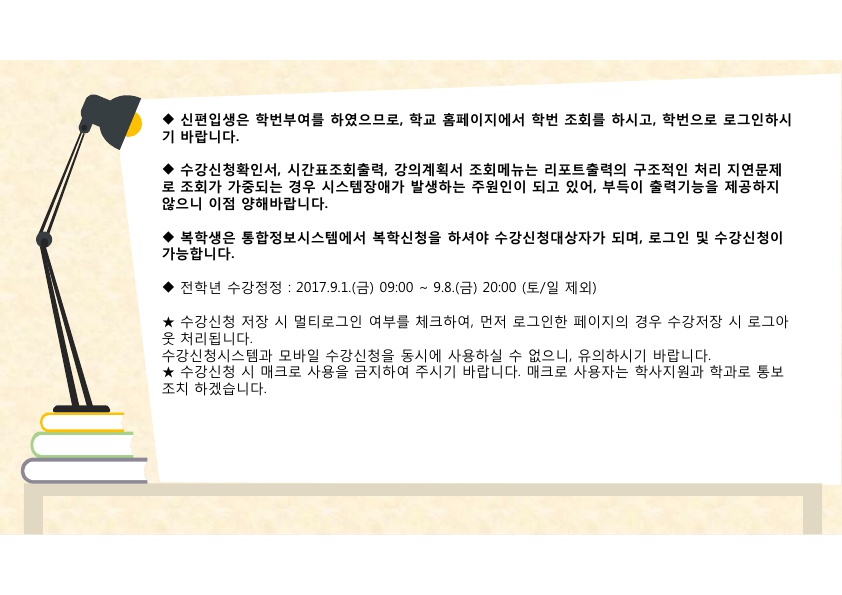 ◆ 신편입생은 학번부여를 하였으므로, 학교 홈페이지에서 학번 조회를 하시고, 학번으로 로그인하시
기 바랍니다.
◆ 수강신청확인서, 시간표조회출력, 강의계획서 조회메뉴는 리포트출력의 구조적인 처리 지연문제
로 조회가 가중되는 경우 시스템장애가 발생하는 주원인이 되고 있어, 부득이 출력기능을 제공하지
않으니 이점 양해바랍니다.
◆ 복학생은 통합정보시스템에서 복학신청을 하셔야 수강신청대상자가 되며, 로그인 및 수강신청이
가능합니다.
◆ 전학년 수강정정 : 2017.9.1.(금) 09:00 ~ 9.8.(금) 20:00 (토/일 제외)
★ 수강신청 저장 시 멀티로그인 여부를 체크하여, 먼저 로그인한 페이지의 경우 수강저장 시 로그아
웃 처리됩니다.
수강신청시스템과 모바일 수강신청을 동시에 사용하실 수 없으니, 유의하시기 바랍니다.
★ 수강신청 시 매크로 사용을 금지하여 주시기 바랍니다. 매크로 사용자는 학사지원과 학과로 통보
조치 하겠습니다.